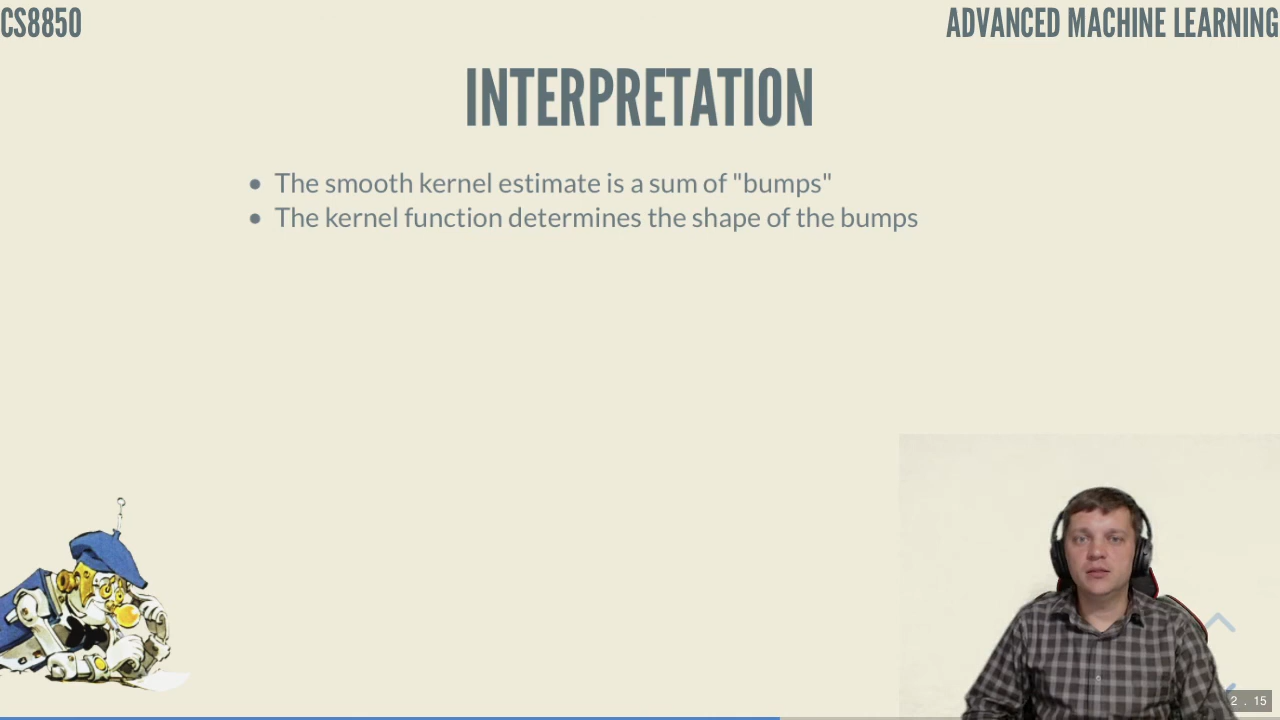 CS8850
ADVANCED MACHINE LEARNING
INTERPRETATION
The smooth kernel estimate is a sum of "bumps"
The kernel function determines the shape of the bumps
2 . 15